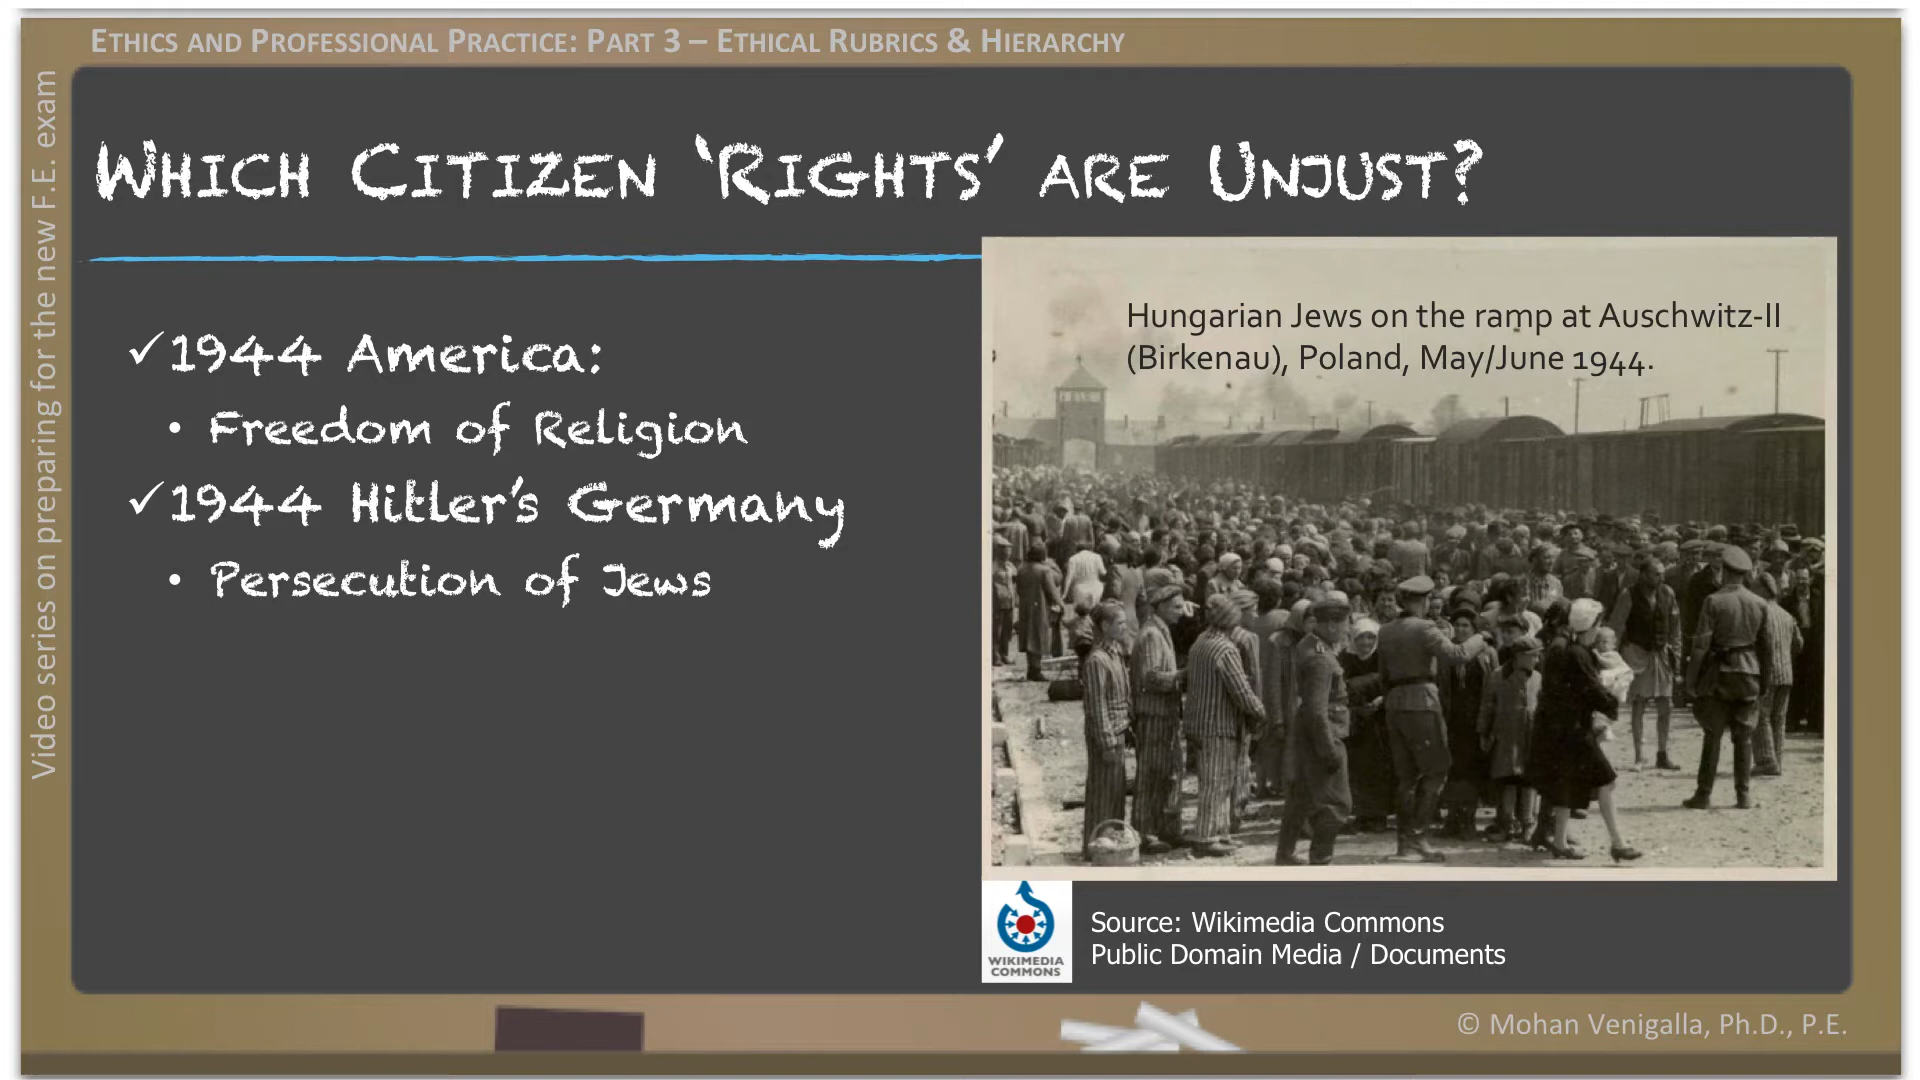 Ethics and Professional Practice: Part 3 – Ethical Rubrics & Hierarchy
Video series on preparing for the new F.E. exam
Which Citizen ‘Rights’ are Unjust?
✓1944 America:
• Freedom of Religion
✓1944 Hitler’s Germany
• Persecution of Jews
Hungarian Jews on the ramp at Auschwitz-II
(Birkenau), Poland, May/June 1944.
WIKIMEDIA
COMMONS
Source: Wikimedia Commons
Public Domain Media / Documents
© Mohan Venigalla, Ph.D., P.E.